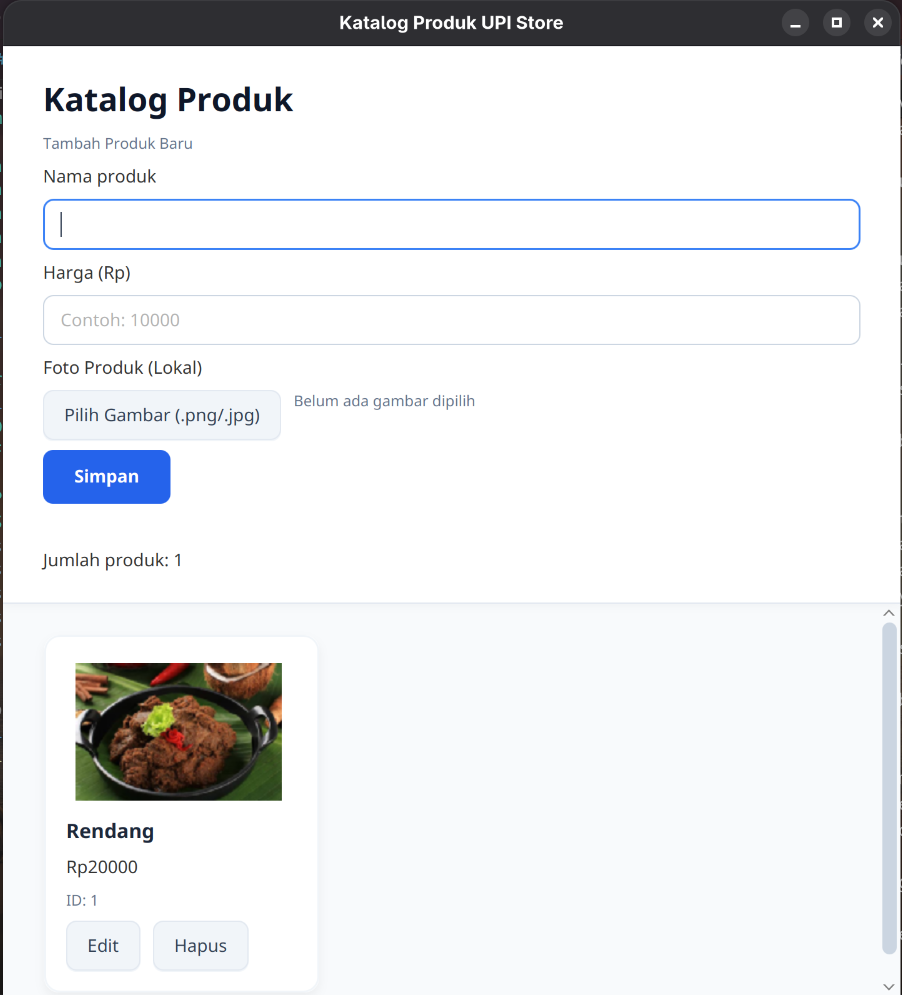 Katalog Produk UPI Store
Katalog Produk
Tambah Produk Baru
Nama produk
Harga (Rp)
Contoh: 10000
Foto Produk (Lokal)
Pilih Gambar (.png/.jpg)
Belum ada gambar dipilih
Simpan
Jumlah produk: 1
Rendang
Rp20000
ID: 1
Edit
Hapus